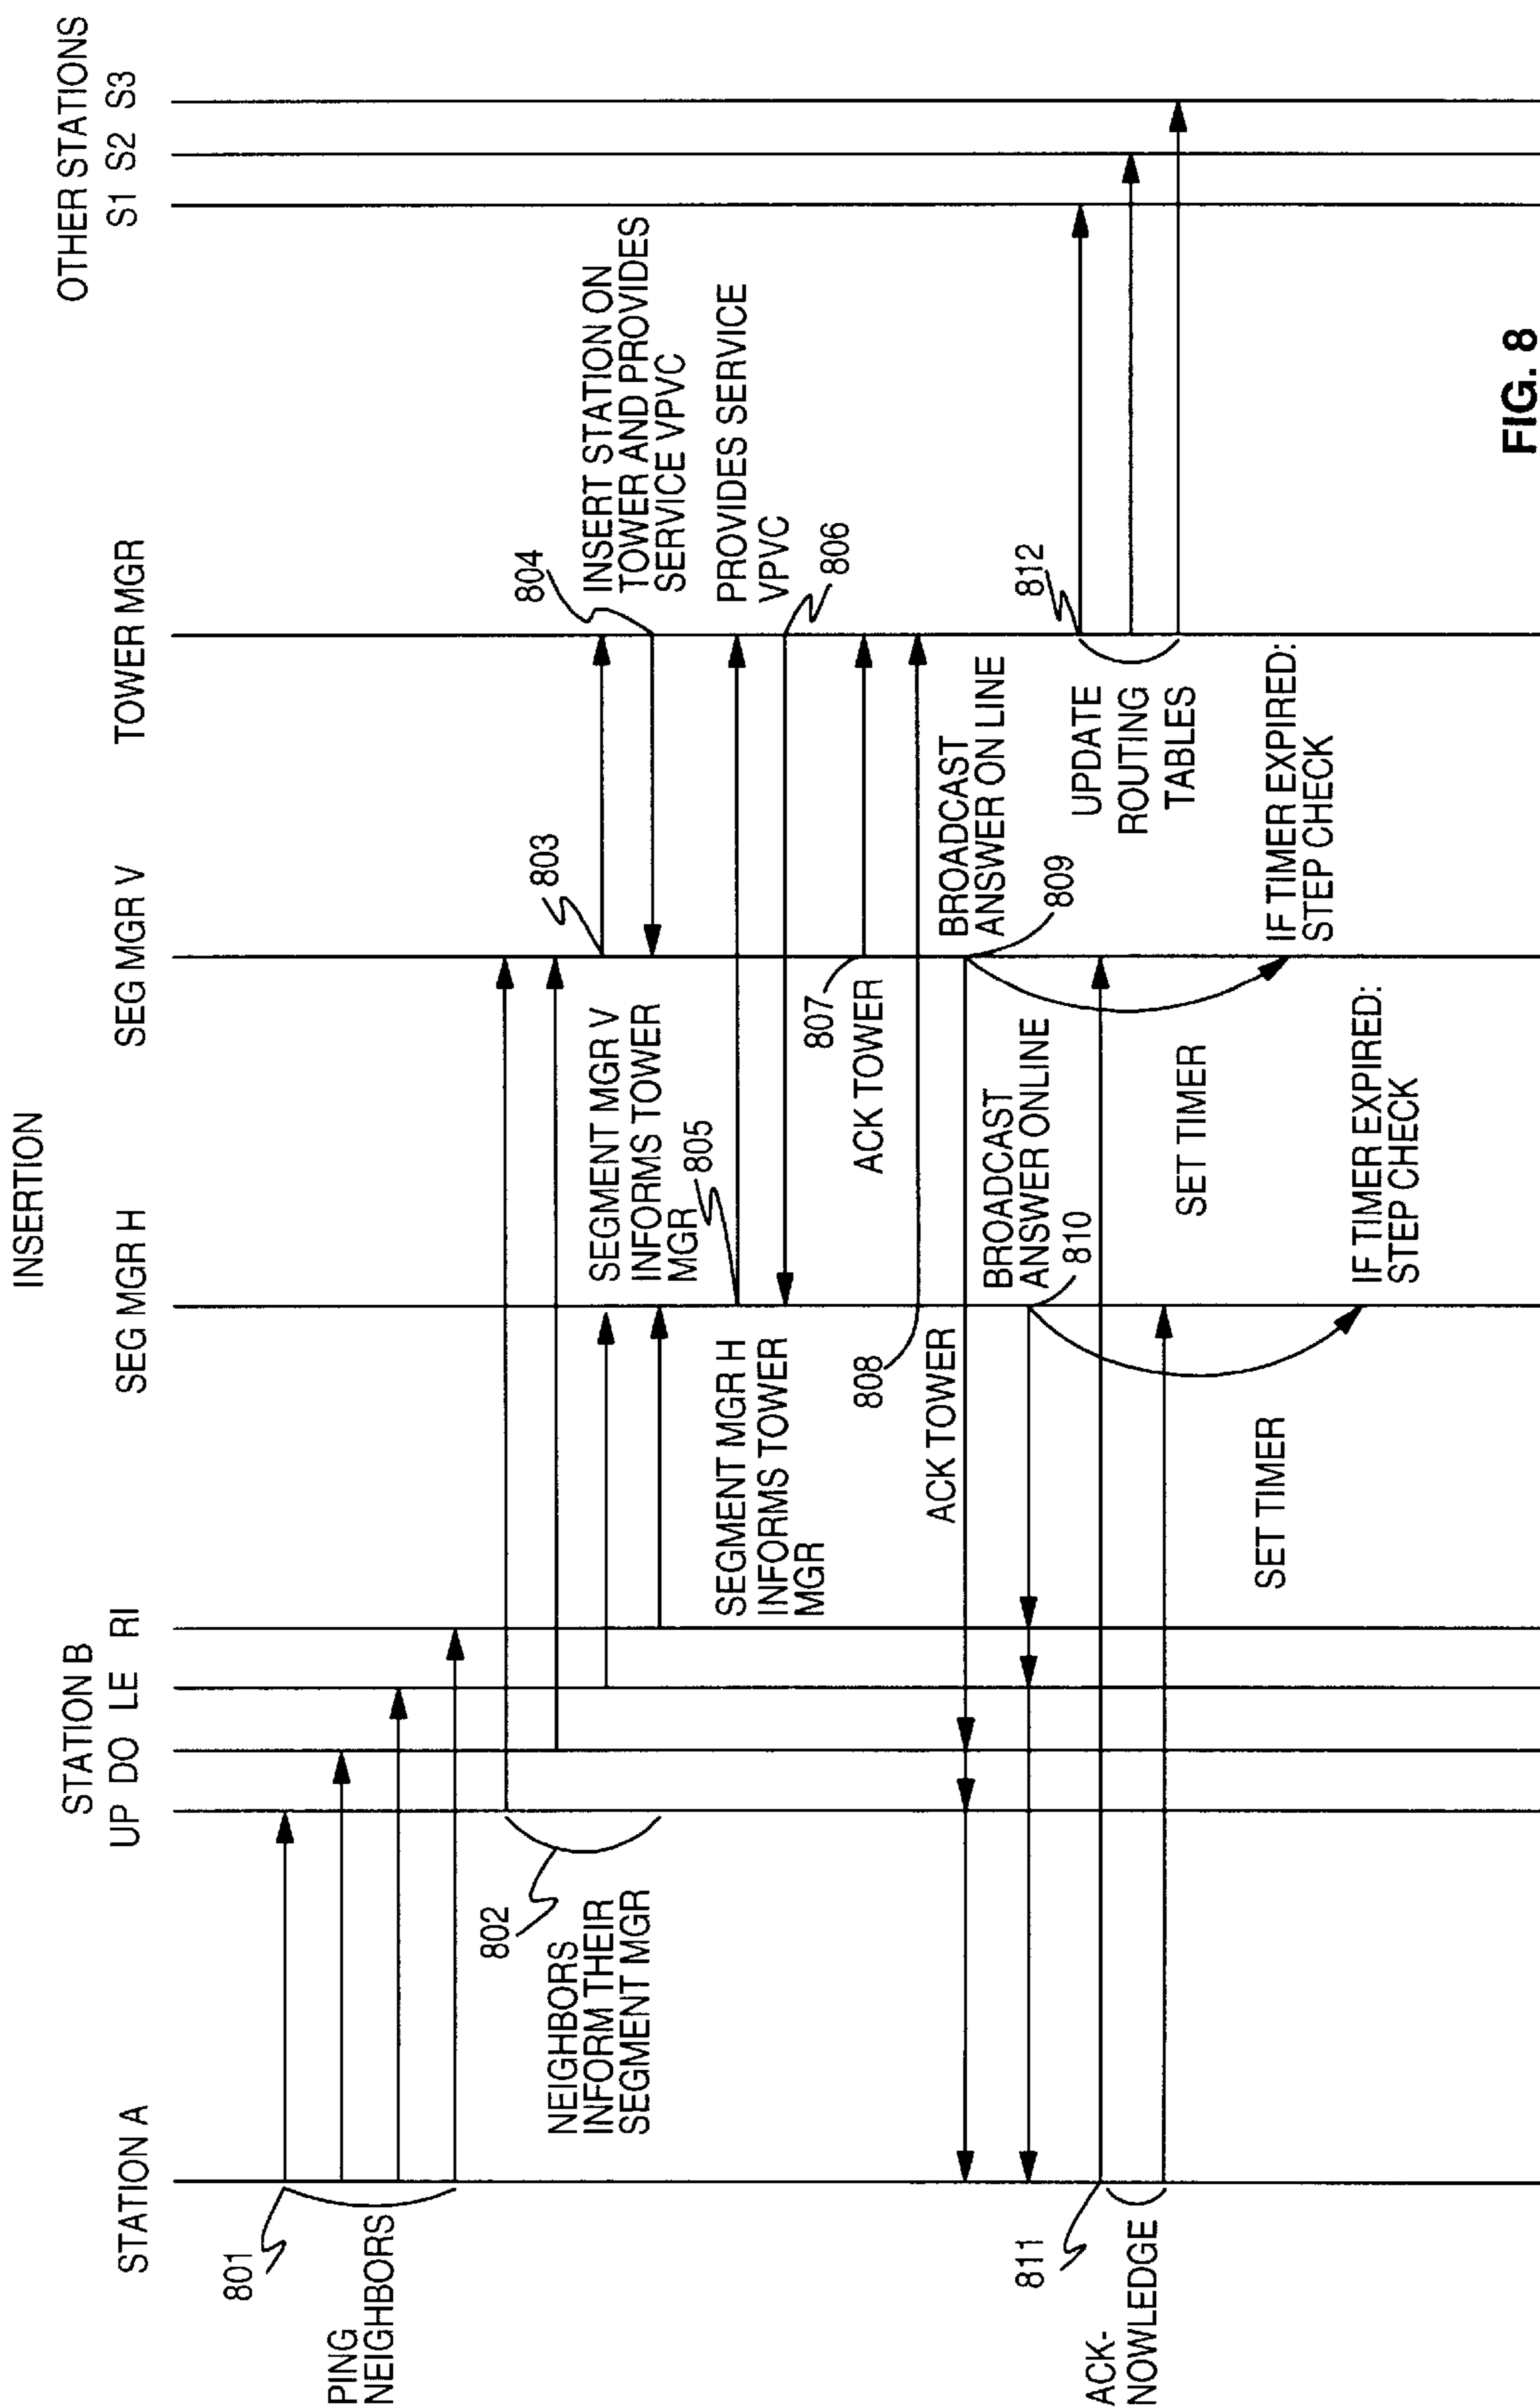 INSERTION
STATION A
STATION B
UP DO LE RI
SEG MGR H
SEG MGR V
TOWER MGR
OTHER STATIONS
S1 S2 S3
801
PING
NEIGHBORS
802
NEIGHBORS
INFORM THEIR
SEGMENT MGR
803
804
INSERT STATION ON
TOWER AND PROVIDES
SERVICE VPVC
SEGMENT MGR V
INFORMS TOWER
MGR
805
SEGMENT MGR H
INFORMS TOWER
MGR
PROVIDES SERVICE
VPVC
806
807
ACK TOWER
808
ACK TOWER
BROADCAST
ANSWER ON LINE
809
BROADCAST
ANSWER ONLINE
810
811
ACK-
NOWLEDGE
812
UPDATE
ROUTING
TABLES
SET TIMER
IF TIMER EXPIRED:
STEP CHECK
SET TIMER
IF TIMER EXPIRED:
STEP CHECK
FIG. 8